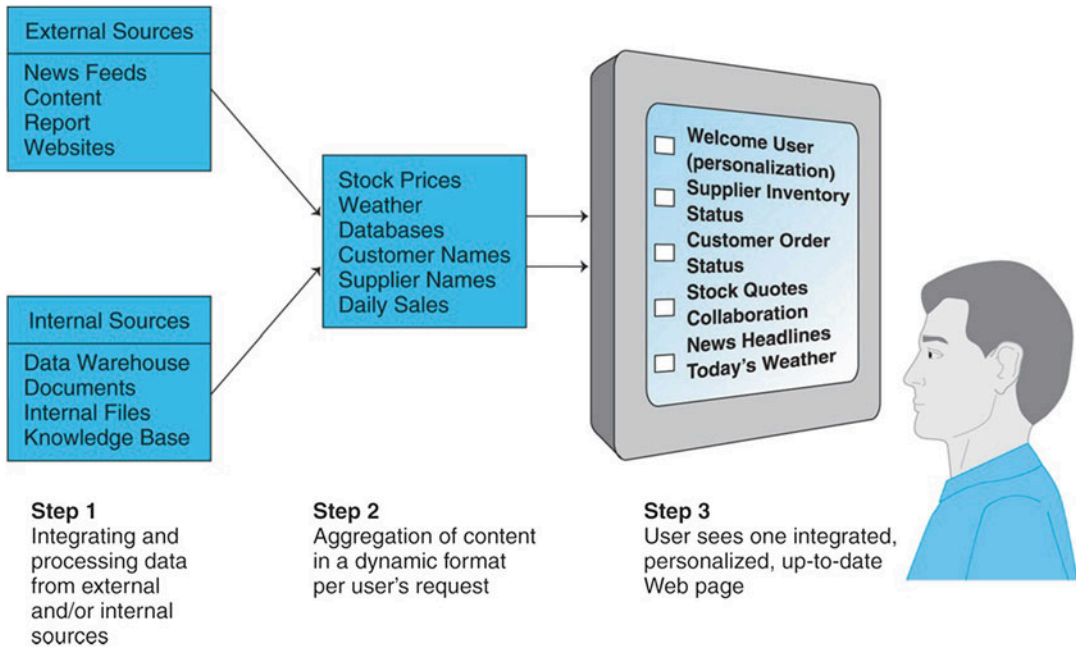 External Sources
News Feeds
Content
Report
Websites
Internal Sources
Data Warehouse
Documents
Internal Files
Knowledge Base
Stock Prices
Weather
Databases
Customer Names
Supplier Names
Daily Sales
Welcome User
(personalization)
Supplier Inventory
Status
Customer Order
Status
Stock Quotes
Collaboration
News Headlines
Today's Weather
Step 1
Integrating and
processing data
from external
and/or internal
sources
Step 2
Aggregation of content
in a dynamic format
per user's request
Step 3
User sees one integrated,
personalized, up-to-date
Web page